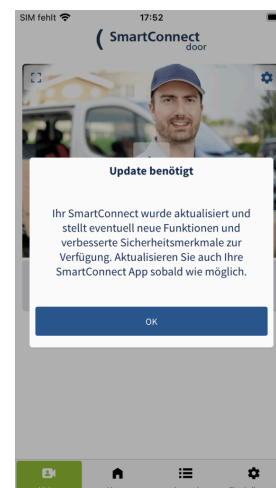 SIM fehlt 17:52
( SmartConnect
door
Update benötigt
Ihr SmartConnect wurde aktualisiert und
stellt eventuell neue Funktionen und
verbesserte Sicherheitsmerkmale zur
Verfügung. Aktualisieren Sie auch Ihre
SmartConnect App sobald wie möglich.
OK